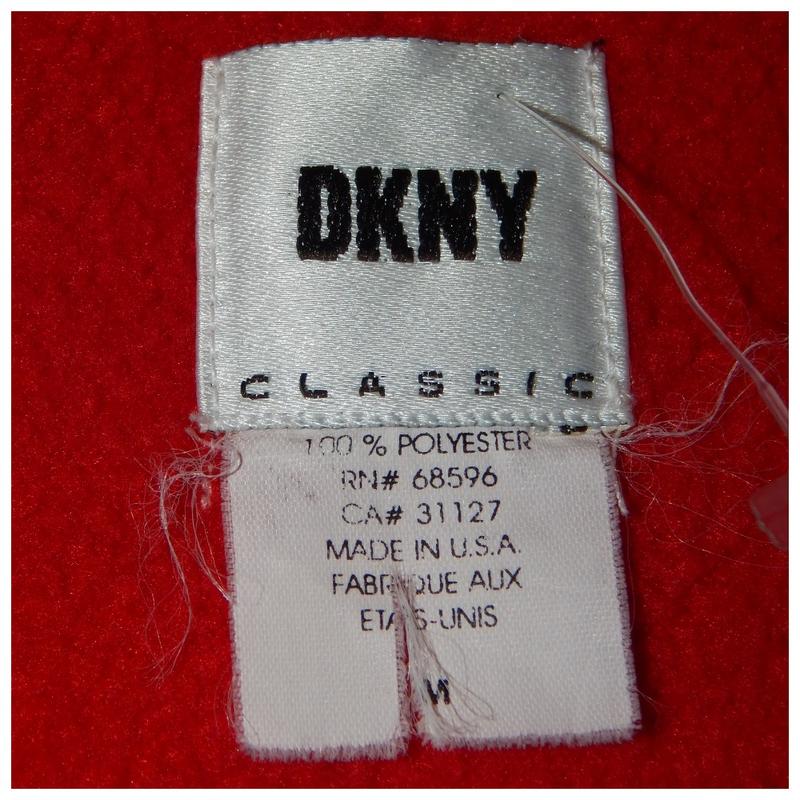 DKNY
CLASSIC
100 % POLYESTER
RN# 68596
CA# 31127
MADE IN U.S.A.
FABRIQUE AUX
ETATS-UNIS
M